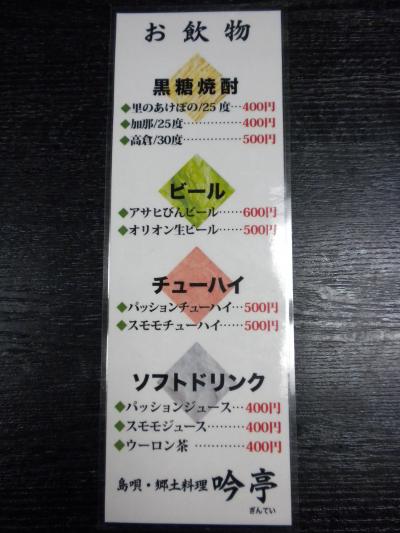 お飲物
黒糖焼酎
◆里のあけぼの/25度…400円
◆加那/25度……………400円
◆高倉/30度……………500円
ビール
◆アサヒびんビール……600円
◆オリオン生ビール……500円
チューハイ
◆パッションチューハイ…500円
◆スモモチューハイ……500円
ソフトドリンク
◆パッションジュース…400円
◆スモモジュース………400円
◆ウーロン茶 …………400円
島唄・郷土料理 吟亭
ぎんてい